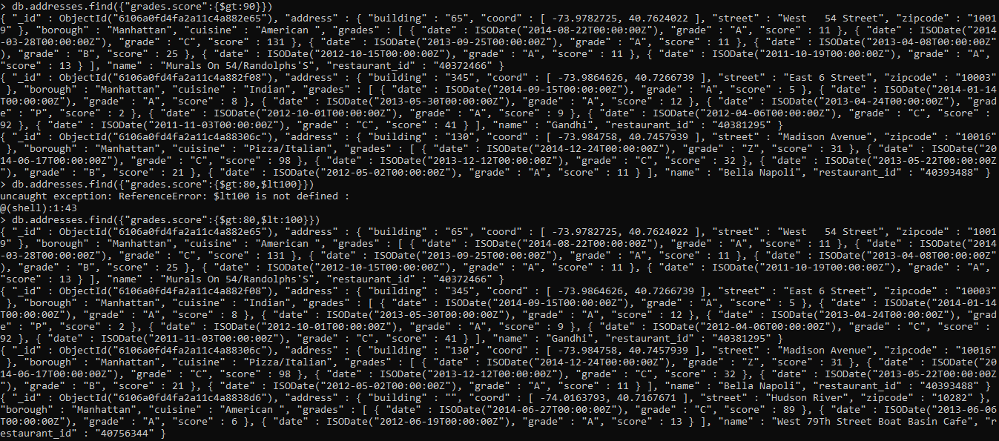 > db.addresses.find({"grades.score":{$gt:90}})
{ "_id" : ObjectId("6106a0fd4fa2a11c4a882e65"), "address" : { "building" : "65", "coord" : [ -73.9782725, 40.7624022 ], "street" : "West   54 Street", "zipcode" : "1001
9" }, "borough" : "Manhattan", "cuisine" : "American ", "grades" : [ { "date" : ISODate("2014-08-22T00:00:00Z"), "grade" : "A", "score" : 11 }, { "date" : ISODate("2014
-03-28T00:00:00Z"), "grade" : "C", "score" : 131 }, { "date" : ISODate("2013-09-25T00:00:00Z"), "grade" : "A", "score" : 11 }, { "date" : ISODate("2013-04-08T00:00:00Z"
), "grade" : "B", "score" : 25 }, { "date" : ISODate("2012-10-15T00:00:00Z"), "grade" : "A", "score" : 11 }, { "date" : ISODate("2011-10-19T00:00:00Z"), "grade" : "A",
"score" : 13 } ], "name" : "Murals On 54/Randolphs'S", "restaurant_id" : "40372466" }
{ "_id" : ObjectId("6106a0fd4fa2a11c4a882f08"), "address" : { "building" : "345", "coord" : [ -73.9864626, 40.7266739 ], "street" : "East 6 Street", "zipcode" : "10003"
 }, "borough" : "Manhattan", "cuisine" : "Indian", "grades" : [ { "date" : ISODate("2014-09-15T00:00:00Z"), "grade" : "A", "score" : 5 }, { "date" : ISODate("2014-01-14
T00:00:00Z"), "grade" : "A", "score" : 8 }, { "date" : ISODate("2013-05-30T00:00:00Z"), "grade" : "A", "score" : 12 }, { "date" : ISODate("2013-04-24T00:00:00Z"), "grad
e" : "P", "score" : 2 }, { "date" : ISODate("2012-10-01T00:00:00Z"), "grade" : "A", "score" : 9 }, { "date" : ISODate("2012-04-06T00:00:00Z"), "grade" : "C", "score" :
92 }, { "date" : ISODate("2011-11-03T00:00:00Z"), "grade" : "C", "score" : 41 } ], "name" : "Gandhi", "restaurant_id" : "40381295" }
{ "_id" : ObjectId("6106a0fd4fa2a11c4a88306c"), "address" : { "building" : "130", "coord" : [ -73.984758, 40.7457939 ], "street" : "Madison Avenue", "zipcode" : "10016"
 }, "borough" : "Manhattan", "cuisine" : "Pizza/Italian", "grades" : [ { "date" : ISODate("2014-12-24T00:00:00Z"), "grade" : "Z", "score" : 31 }, { "date" : ISODate("20
14-06-17T00:00:00Z"), "grade" : "C", "score" : 98 }, { "date" : ISODate("2013-12-12T00:00:00Z"), "grade" : "C", "score" : 32 }, { "date" : ISODate("2013-05-22T00:00:00Z
"), "grade" : "B", "score" : 21 }, { "date" : ISODate("2012-05-02T00:00:00Z"), "grade" : "A", "score" : 11 } ], "name" : "Bella Napoli", "restaurant_id" : "40393488" }
> db.addresses.find({"grades.score":{$gt:80,$lt100}})
uncaught exception: ReferenceError: $lt100 is not defined :
@(shell):1:43
> db.addresses.find({"grades.score":{$gt:80,$lt:100}})
{ "_id" : ObjectId("6106a0fd4fa2a11c4a882e65"), "address" : { "building" : "65", "coord" : [ -73.9782725, 40.7624022 ], "street" : "West   54 Street", "zipcode" : "1001
9" }, "borough" : "Manhattan", "cuisine" : "American ", "grades" : [ { "date" : ISODate("2014-08-22T00:00:00Z"), "grade" : "A", "score" : 11 }, { "date" : ISODate("2014
-03-28T00:00:00Z"), "grade" : "C", "score" : 131 }, { "date" : ISODate("2013-09-25T00:00:00Z"), "grade" : "A", "score" : 11 }, { "date" : ISODate("2013-04-08T00:00:00Z"
), "grade" : "B", "score" : 25 }, { "date" : ISODate("2012-10-15T00:00:00Z"), "grade" : "A", "score" : 11 }, { "date" : ISODate("2011-10-19T00:00:00Z"), "grade" : "A",
"score" : 13 } ], "name" : "Murals On 54/Randolphs'S", "restaurant_id" : "40372466" }
{ "_id" : ObjectId("6106a0fd4fa2a11c4a882f08"), "address" : { "building" : "345", "coord" : [ -73.9864626, 40.7266739 ], "street" : "East 6 Street", "zipcode" : "10003"
 }, "borough" : "Manhattan", "cuisine" : "Indian", "grades" : [ { "date" : ISODate("2014-09-15T00:00:00Z"), "grade" : "A", "score" : 5 }, { "date" : ISODate("2014-01-14
T00:00:00Z"), "grade" : "A", "score" : 8 }, { "date" : ISODate("2013-05-30T00:00:00Z"), "grade" : "A", "score" : 12 }, { "date" : ISODate("2013-04-24T00:00:00Z"), "grad
e" : "P", "score" : 2 }, { "date" : ISODate("2012-10-01T00:00:00Z"), "grade" : "A", "score" : 9 }, { "date" : ISODate("2012-04-06T00:00:00Z"), "grade" : "C", "score" :
92 }, { "date" : ISODate("2011-11-03T00:00:00Z"), "grade" : "C", "score" : 41 } ], "name" : "Gandhi", "restaurant_id" : "40381295" }
{ "_id" : ObjectId("6106a0fd4fa2a11c4a88306c"), "address" : { "building" : "130", "coord" : [ -73.984758, 40.7457939 ], "street" : "Madison Avenue", "zipcode" : "10016"
 }, "borough" : "Manhattan", "cuisine" : "Pizza/Italian", "grades" : [ { "date" : ISODate("2014-12-24T00:00:00Z"), "grade" : "Z", "score" : 31 }, { "date" : ISODate("20
14-06-17T00:00:00Z"), "grade" : "C", "score" : 98 }, { "date" : ISODate("2013-12-12T00:00:00Z"), "grade" : "C", "score" : 32 }, { "date" : ISODate("2013-05-22T00:00:00Z
"), "grade" : "B", "score" : 21 }, { "date" : ISODate("2012-05-02T00:00:00Z"), "grade" : "A", "score" : 11 } ], "name" : "Bella Napoli", "restaurant_id" : "40393488" }
{ "_id" : ObjectId("6106a0fd4fa2a11c4a8838d6"), "address" : { "building" : "", "coord" : [ -74.0163793, 40.7167671 ], "street" : "Hudson River", "zipcode" : "10282" },
"borough" : "Manhattan", "cuisine" : "American ", "grades" : [ { "date" : ISODate("2014-06-27T00:00:00Z"), "grade" : "C", "score" : 89 }, { "date" : ISODate("2013-06-06
T00:00:00Z"), "grade" : "A", "score" : 6 }, { "date" : ISODate("2012-06-19T00:00:00Z"), "grade" : "A", "score" : 13 } ], "name" : "West 79Th Street Boat Basin Cafe", "r
estaurant_id" : "40756344" }